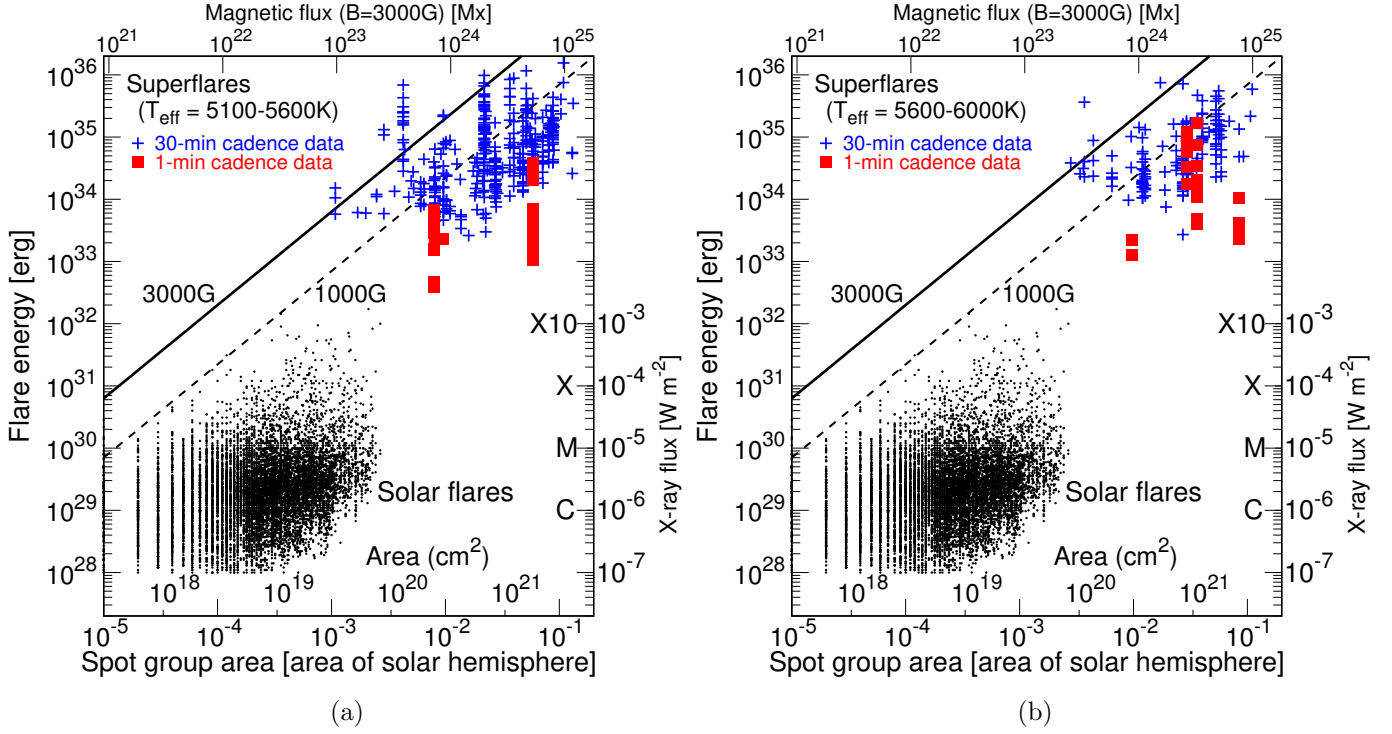 Magnetic flux (B=3000G) [Mx]
10^21 10^22 10^23 10^24 10^25
10^36
10^35
10^34
10^33
10^32
10^31
10^30
10^29
10^28
Flare energy [erg]
Superflares
(T_eff = 5100-5600K)
+ 30-min cadence data
■ 1-min cadence data
3000G
1000G
X10
X
M
C
10^-3
10^-4
10^-5
10^-6
10^-7
X-ray flux [W m^-2]
Solar flares
Area (cm^2)
10^18 10^19 10^20 10^21
10^-5 10^-4 10^-3 10^-2 10^-1
Spot group area [area of solar hemisphere]
(a)
Magnetic flux (B=3000G) [Mx]
10^21 10^22 10^23 10^24 10^25
10^36
10^35
10^34
10^33
10^32
10^31
10^30
10^29
10^28
Flare energy [erg]
Superflares
(T_eff = 5600-6000K)
+ 30-min cadence data
■ 1-min cadence data
3000G
1000G
X10
X
M
C
10^-3
10^-4
10^-5
10^-6
10^-7
X-ray flux [W m^-2]
Solar flares
Area (cm^2)
10^18 10^19 10^20 10^21
10^-5 10^-4 10^-3 10^-2 10^-1
Spot group area [area of solar hemisphere]
(b)